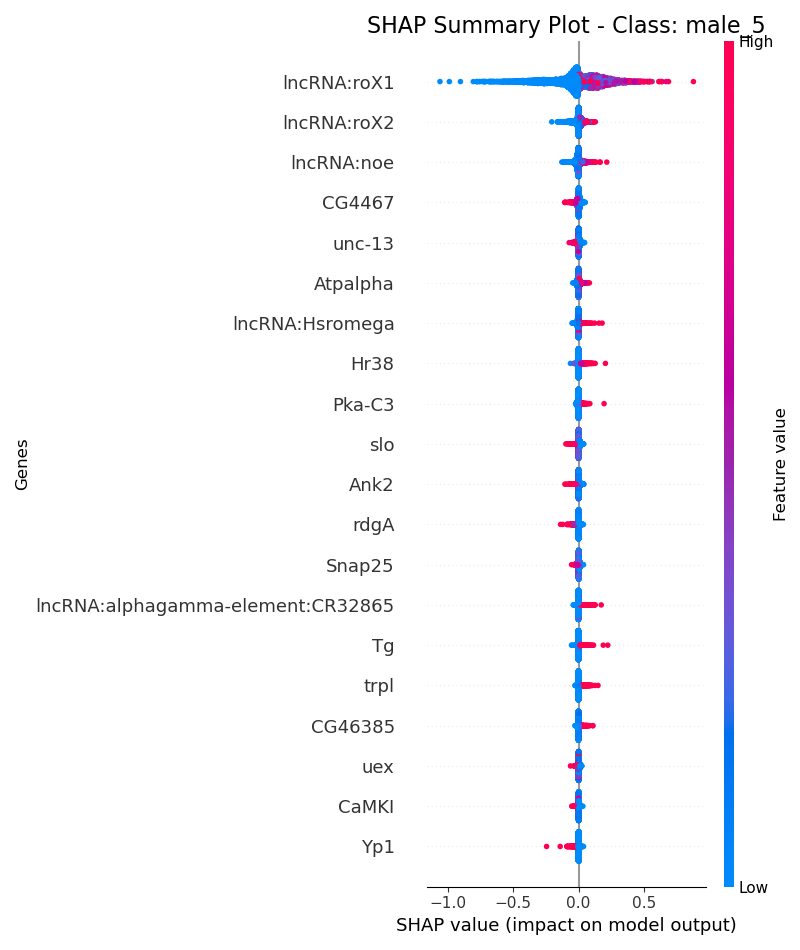 SHAP Summary Plot - Class: male_5
High
lncRNA:roX1
lncRNA:roX2
lncRNA:noe
CG4467
unc-13
Atpalpha
lncRNA:Hsromega
Hr38
Pka-C3
slo
Ank2
rdgA
Snap25
lncRNA:alphagamma-element:CR32865
Tg
trpl
CG46385
uex
CaMKI
Yp1
Genes
Feature value
Low
−1.0 −0.5 0.0 0.5
SHAP value (impact on model output)